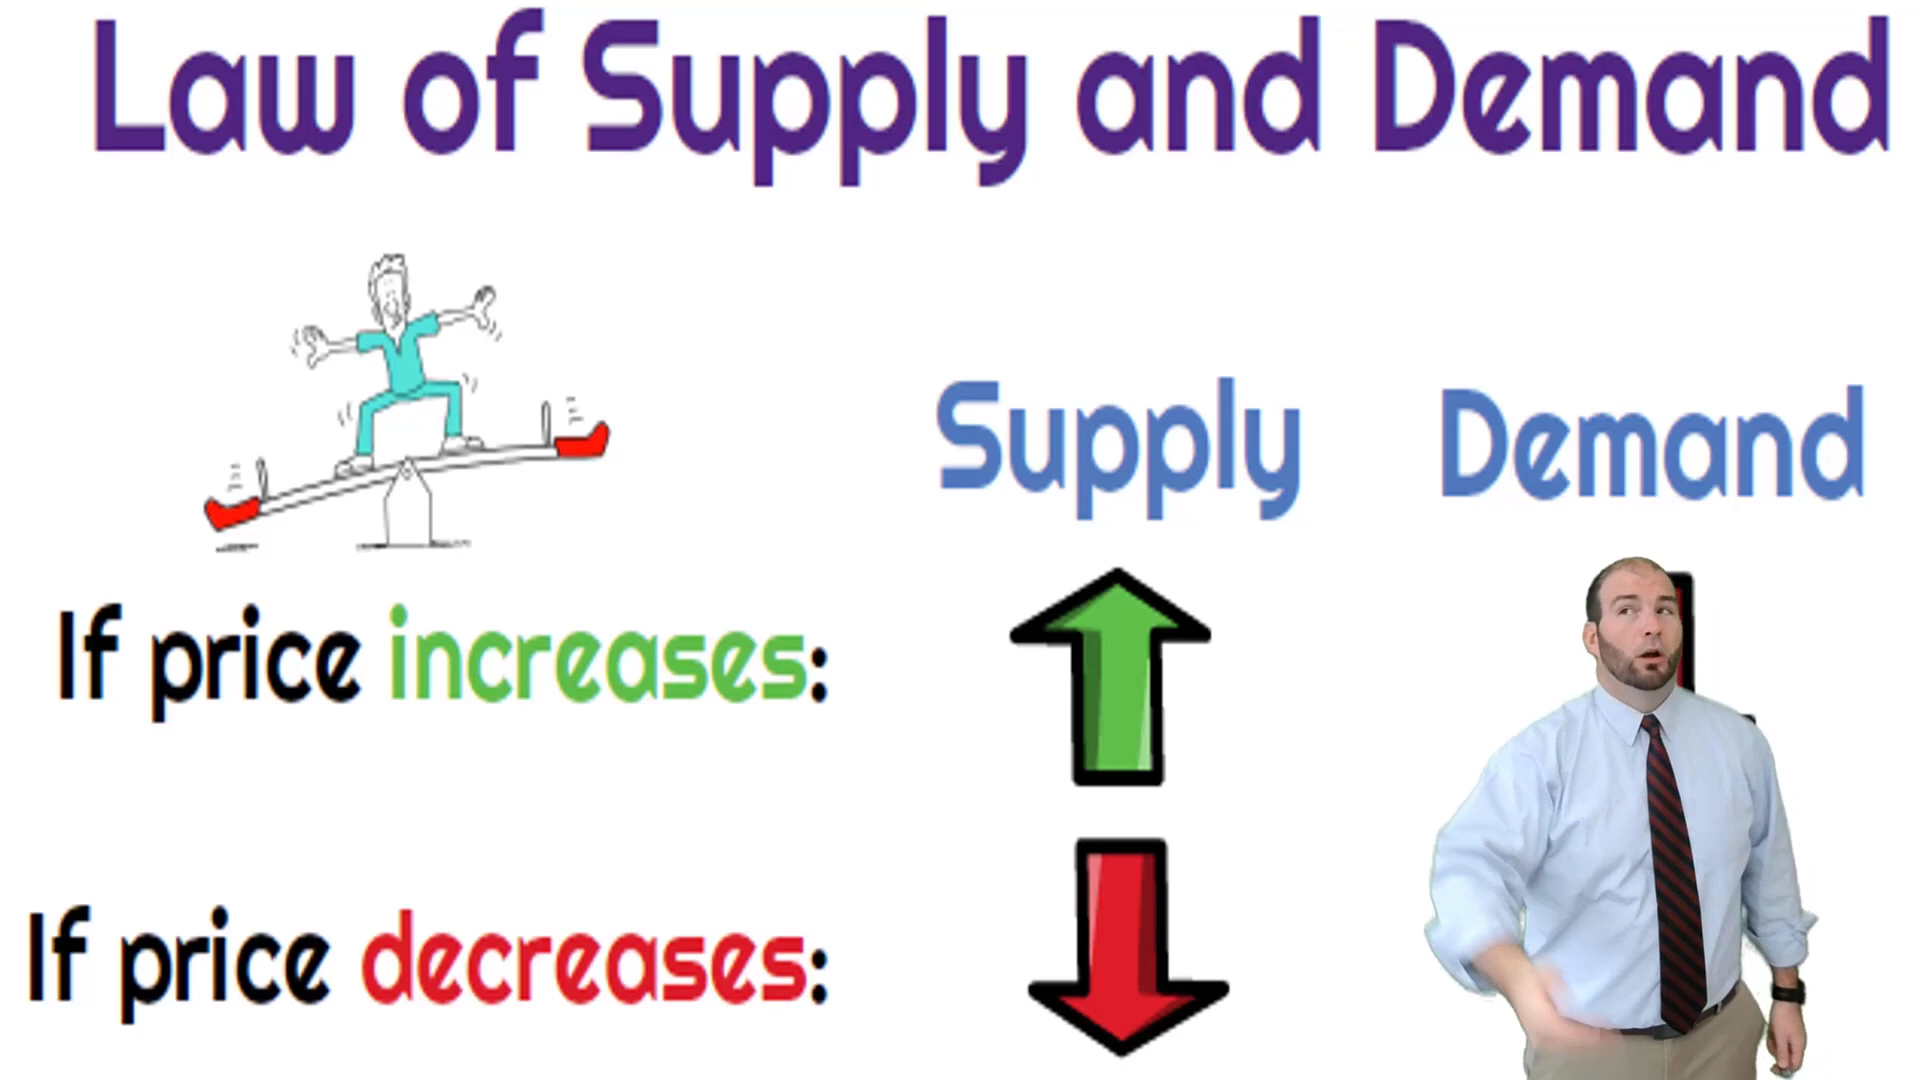 Law of Supply and Demand
Supply Demand
If price increases:
If price decreases: